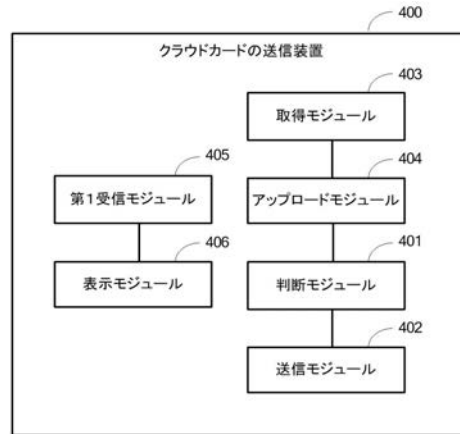 400
クラウドカードの送信装置
403
取得モジュール
405
404
第１受信モジュール
アップロードモジュール
406
401
表示モジュール
判断モジュール
402
送信モジュール